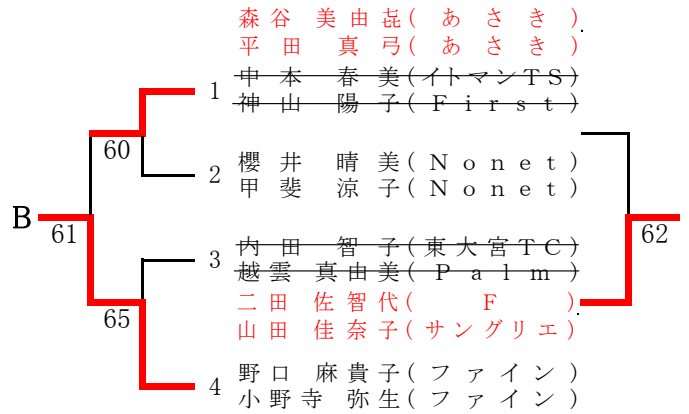 森谷 美由㐂(あさき)
平田 真弓(あさき)
1 中本 春美(イトマンTS)
神山 陽子(First)
60
2 櫻井 晴美(Nonet)
甲斐 涼子(Nonet)
B
61
62
3 内田 智子(東大宮TC)
越雲 真由美(Palm)
二田 佐智代(F)
65
山田 佳奈子(サングリエ)
4 野口 麻貴子(ファイン)
小野寺 弥生(ファイン)